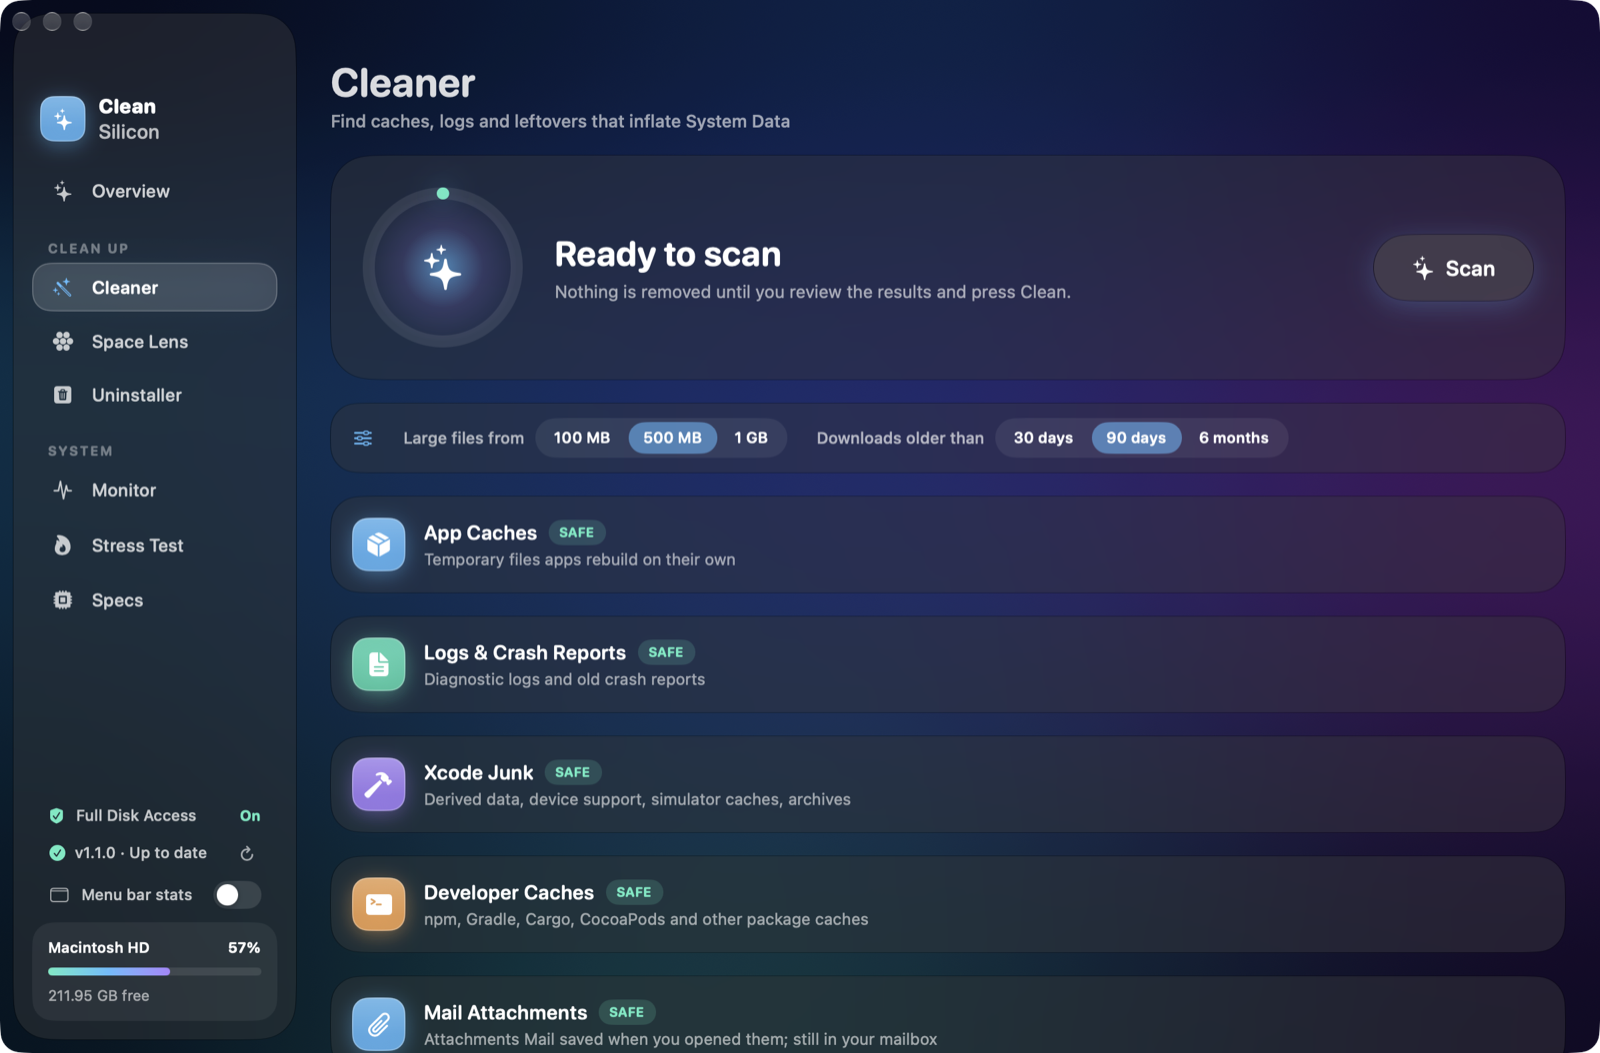 Clean
Silicon
Overview
CLEAN UP
Cleaner
Space Lens
Uninstaller
SYSTEM
Monitor
Stress Test
Specs
Full Disk Access On
v1.1.0 · Up to date
Menu bar stats
Macintosh HD 57%
211.95 GB free
Cleaner
Find caches, logs and leftovers that inflate System Data
Ready to scan
Nothing is removed until you review the results and press Clean.
Scan
Large files from 100 MB 500 MB 1 GB Downloads older than 30 days 90 days 6 months
App Caches SAFE
Temporary files apps rebuild on their own
Logs & Crash Reports SAFE
Diagnostic logs and old crash reports
Xcode Junk SAFE
Derived data, device support, simulator caches, archives
Developer Caches SAFE
npm, Gradle, Cargo, CocoaPods and other package caches
Mail Attachments SAFE
Attachments Mail saved when you opened them; still in your mailbox